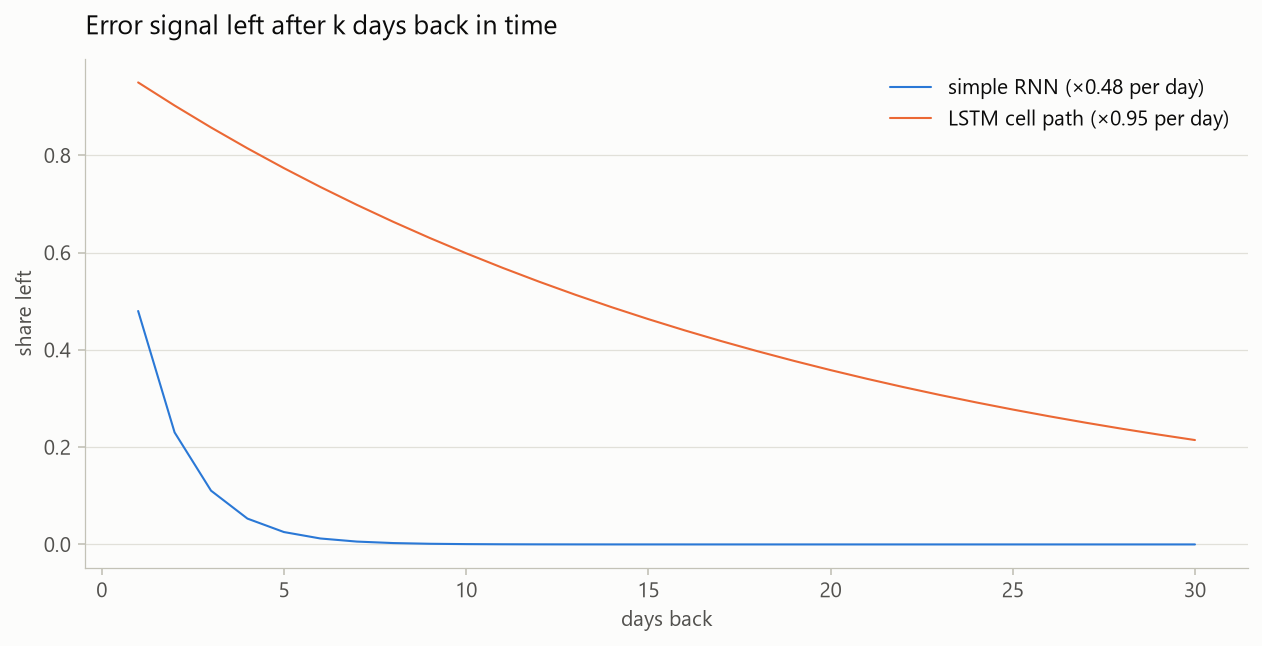 Error signal left after k days back in time
simple RNN (×0.48 per day)
LSTM cell path (×0.95 per day)
share left
0.8
0.6
0.4
0.2
0.0
0 5 10 15 20 25 30
days back